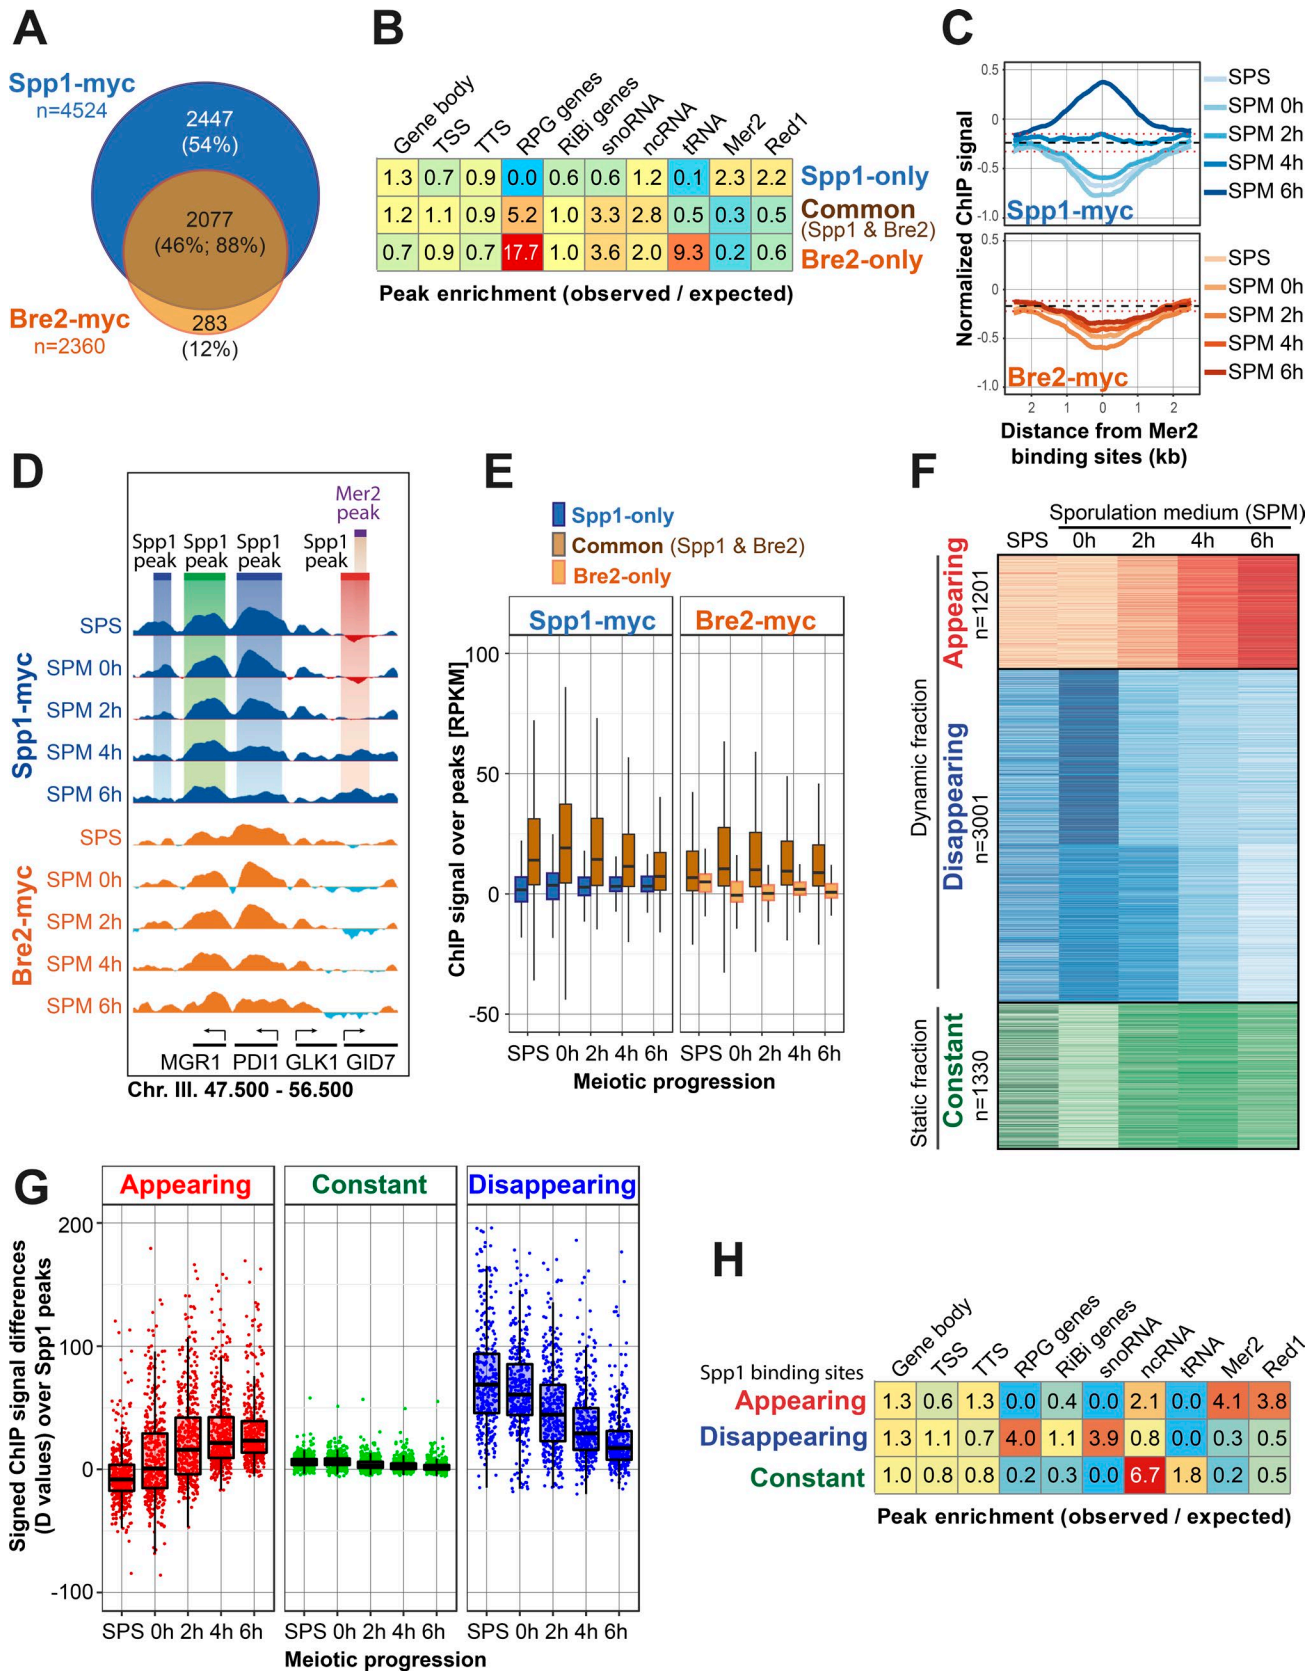 A
Spp1-myc
n=4524
2447
(54%)
2077
(46%; 88%)
Bre2-myc
n=2360
283
(12%)
B
Gene body
TSS
TTS
RPG genes
RiBi genes
snoRNA
ncRNA
tRNA
Mer2
Red1
1.3 0.7 0.9 0.0 0.6 0.6 1.2 0.1 2.3 2.2 Spp1-only
1.2 1.1 0.9 5.2 1.0 3.3 2.8 0.5 0.3 0.5 Common
(Spp1 & Bre2)
0.7 0.9 0.7 17.7 1.0 3.6 2.0 9.3 0.2 0.6 Bre2-only
Peak enrichment (observed / expected)
C
Normalized ChIP signal
0.5
0
-0.5
-1.0
Spp1-myc
SPS
SPM 0h
SPM 2h
SPM 4h
SPM 6h
0.5
0
-0.5
-1.0
Bre2-myc
SPS
SPM 0h
SPM 2h
SPM 4h
SPM 6h
2 1 0 1 2
Distance from Mer2
binding sites (kb)
D
Mer2
peak
Spp1
peak
Spp1
peak
Spp1
peak
Spp1
peak
Spp1-myc
SPS
SPM 0h
SPM 2h
SPM 4h
SPM 6h
Bre2-myc
SPS
SPM 0h
SPM 2h
SPM 4h
SPM 6h
MGR1 PDI1 GLK1 GID7
Chr. III. 47.500 - 56.500
E
Spp1-only
Common (Spp1 & Bre2)
Bre2-only
Spp1-myc
Bre2-myc
ChIP signal over peaks [RPKM]
100
50
0
-50
SPS 0h 2h 4h 6h
SPS 0h 2h 4h 6h
Meiotic progression
F
Sporulation medium (SPM)
SPS 0h 2h 4h 6h
Dynamic fraction
Appearing
n=1201
Disappearing
n=3001
Static fraction
Constant
n=1330
G
Appearing
Constant
Disappearing
Signed ChIP signal differences
(D values) over Spp1 peaks
200
100
0
-100
SPS 0h 2h 4h 6h
SPS 0h 2h 4h 6h
SPS 0h 2h 4h 6h
Meiotic progression
H
Gene body
TSS
TTS
RPG genes
RiBi genes
snoRNA
ncRNA
tRNA
Mer2
Red1
Spp1 binding sites
Appearing 1.3 0.6 1.3 0.0 0.4 0.0 2.1 0.0 4.1 3.8
Disappearing 1.3 1.1 0.7 4.0 1.1 3.9 0.8 0.0 0.3 0.5
Constant 1.0 0.8 0.8 0.2 0.3 0.0 6.7 1.8 0.2 0.5
Peak enrichment (observed / expected)